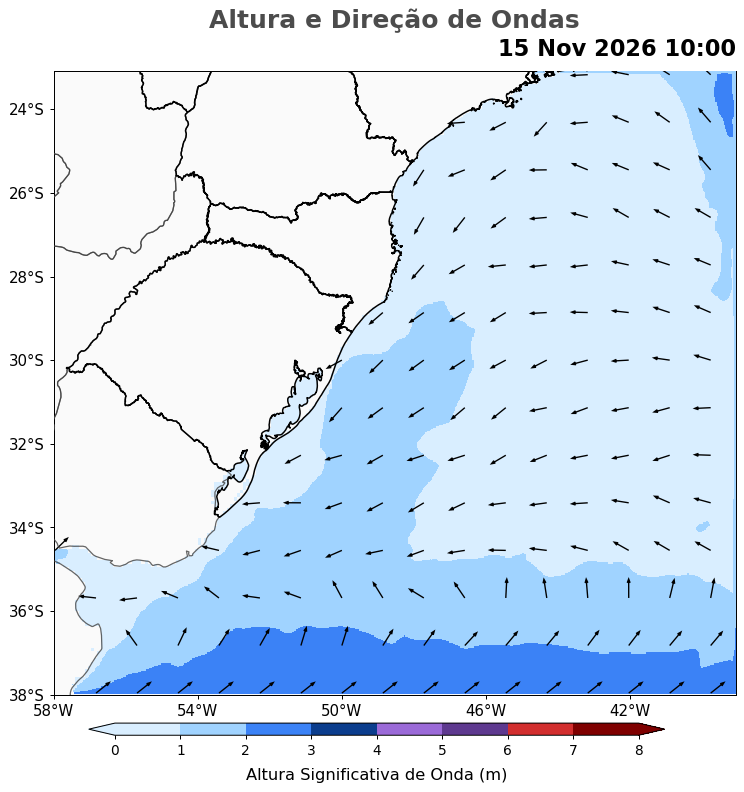 Altura e Direção de Ondas
15 Nov 2026 10:00
24°S
26°S
28°S
30°S
32°S
34°S
36°S
38°S
58°W 54°W 50°W 46°W 42°W
0 1 2 3 4 5 6 7 8
Altura Significativa de Onda (m)